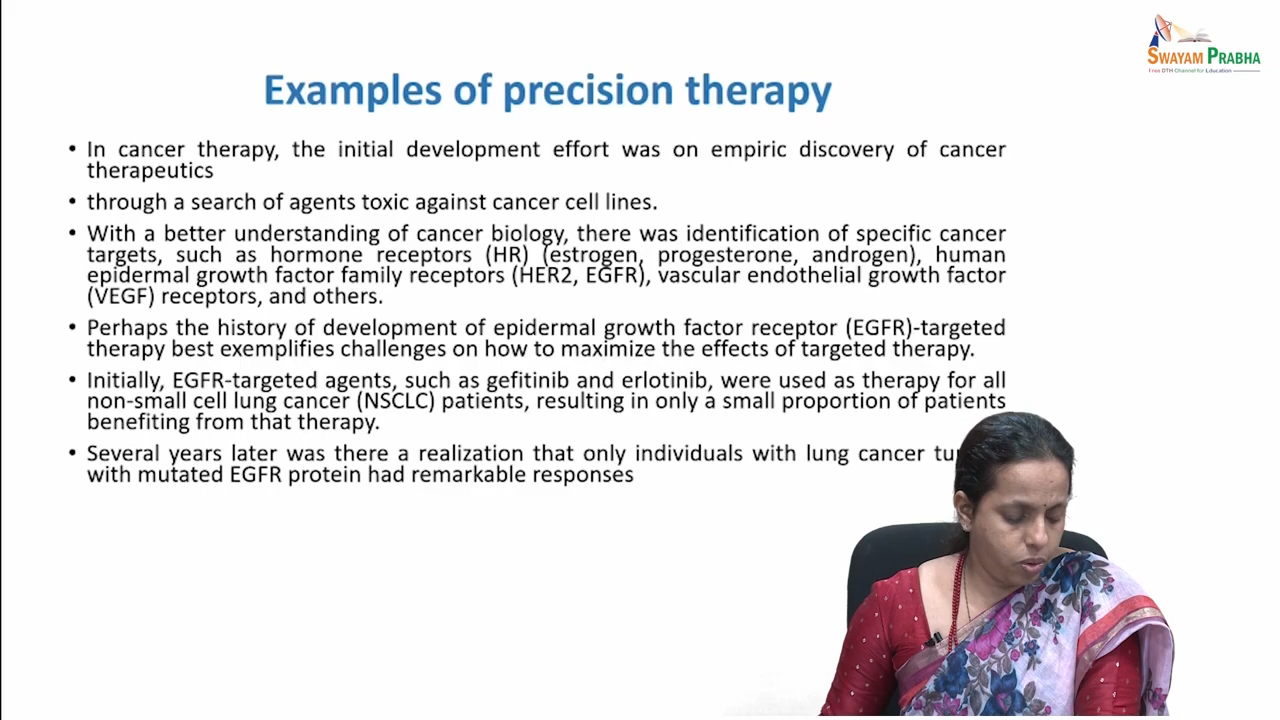 SWAYAM PRABHA
Free DTH Channel for Education
Examples of precision therapy
• In cancer therapy, the initial development effort was on empiric discovery of cancer
therapeutics
• through a search of agents toxic against cancer cell lines.
• With a better understanding of cancer biology, there was identification of specific cancer
targets, such as hormone receptors (HR) (estrogen, progesterone, androgen), human
epidermal growth factor family receptors (HER2, EGFR), vascular endothelial growth factor
(VEGF) receptors, and others.
• Perhaps the history of development of epidermal growth factor receptor (EGFR)-targeted
therapy best exemplifies challenges on how to maximize the effects of targeted therapy.
• Initially, EGFR-targeted agents, such as gefitinib and erlotinib, were used as therapy for all
non-small cell lung cancer (NSCLC) patients, resulting in only a small proportion of patients
benefiting from that therapy.
• Several years later was there a realization that only individuals with lung cancer
with mutated EGFR protein had remarkable responses